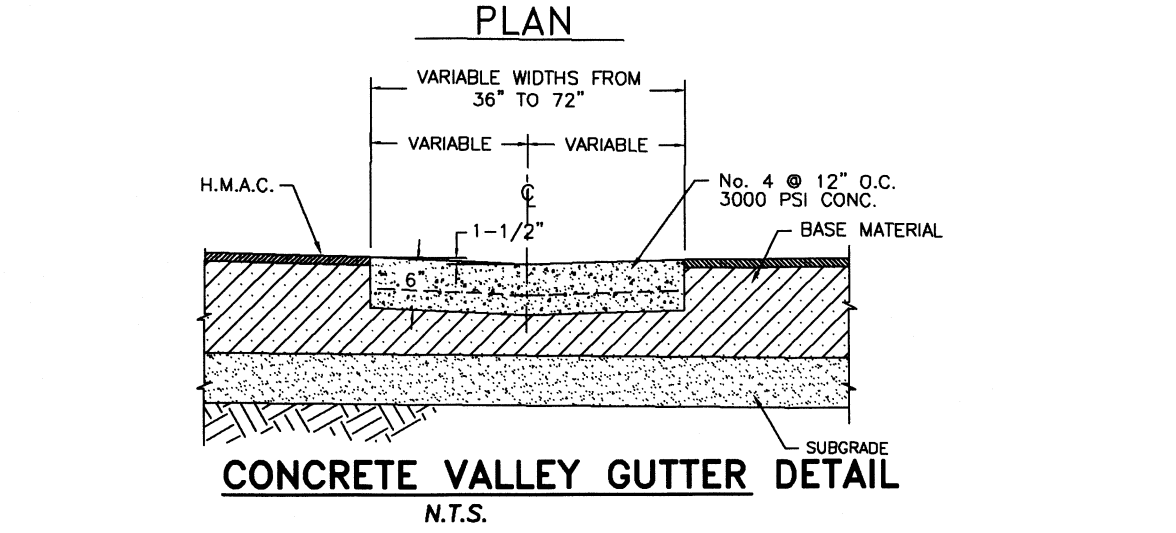 PLAN
VARIABLE WIDTHS FROM
36" TO 72"
VARIABLE
VARIABLE
H.M.A.C.
℄
No. 4 @ 12" O.C.
3000 PSI CONC.
1-1/2"
BASE MATERIAL
6"
SUBGRADE
CONCRETE VALLEY GUTTER DETAIL
N.T.S.